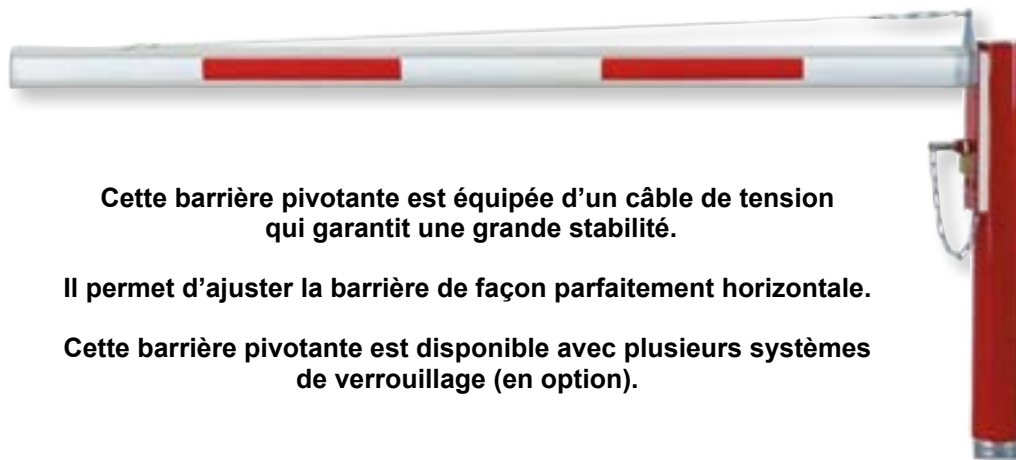 Cette barrière pivotante est équipée d’un câble de tension
qui garantit une grande stabilité.
Il permet d’ajuster la barrière de façon parfaitement horizontale.
Cette barrière pivotante est disponible avec plusieurs systèmes
de verrouillage (en option).